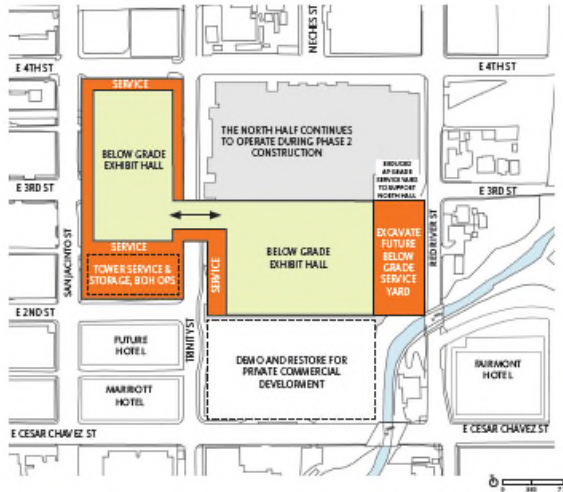 NECHES ST
E 4TH ST
E 4TH ST
SERVICE
THE NORTH HALF CONTINUES
TO OPERATE DURING PHASE 2
CONSTRUCTION
BELOW GRADE
EXHIBIT HALL
REDUCED
AT GRADE
SERVICE YARD
TO SUPPORT
NORTH HALL
E 3RD ST
E 3RD ST
SAN JACINTO ST
RED RIVER ST
EXCAVATE
FUTURE
BELOW
GRADE
SERVICE
YARD
BELOW GRADE
EXHIBIT HALL
SERVICE
SERVICE
TOWER SERVICE &
STORAGE, BOH OPS
E 2ND ST
TRINITY ST
FUTURE
HOTEL
DEMO AND RESTORE FOR
PRIVATE COMMERCIAL
DEVELOPMENT
FAIRMONT
HOTEL
MARRIOTT
HOTEL
E CESAR CHAVEZ ST
E CESAR CHAVEZ ST
0